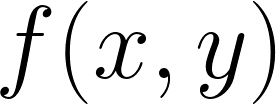 f(x, y)